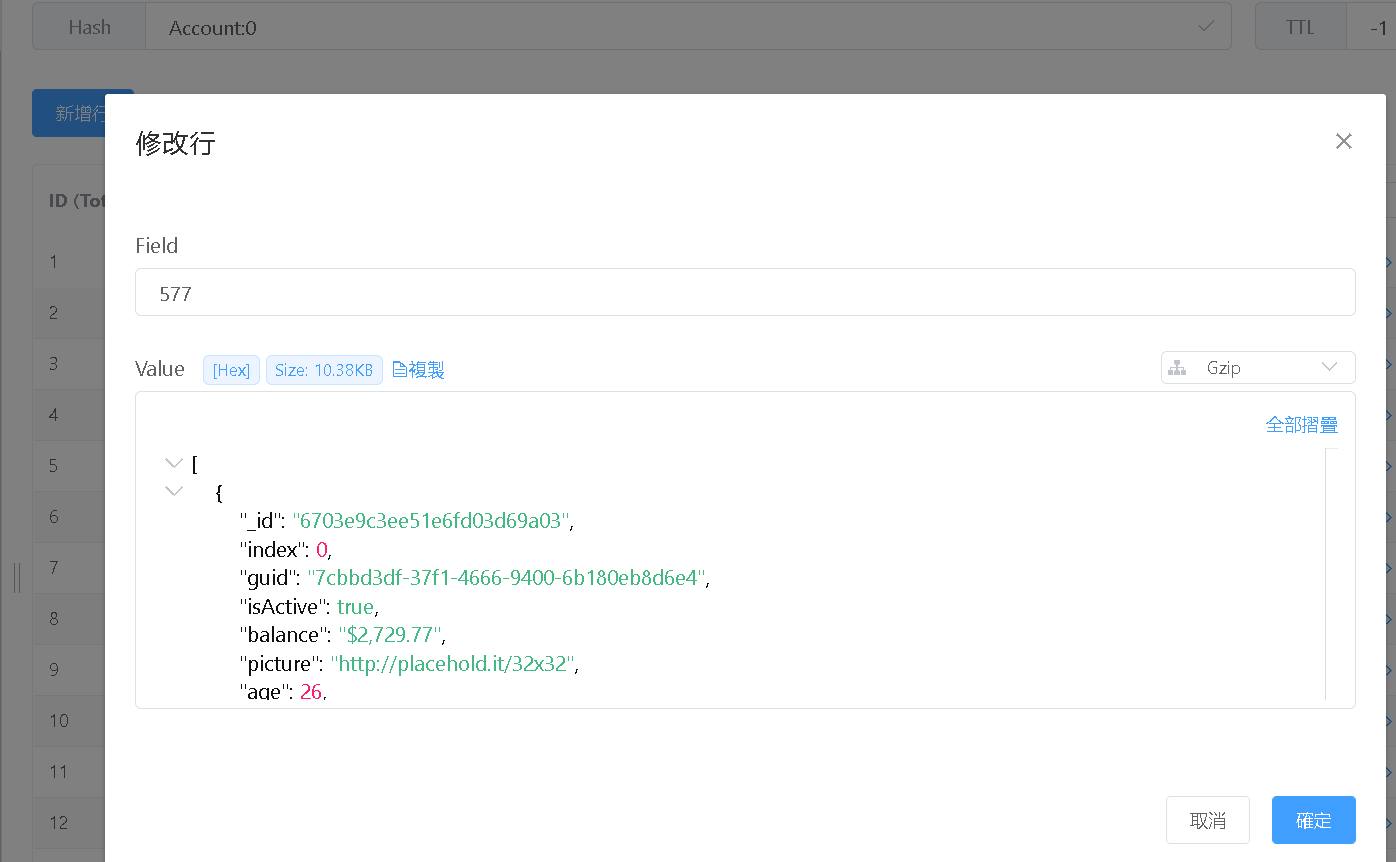 Hash Account:0 TTL -1
新增行
修改行
ID (Tot
Field
1
577
2
3
Value [Hex] Size: 10.38KB 複製 Gzip
4
全部摺疊
5
[
{
6
"_id": "6703e9c3ee51e6fd03d69a03",
"index": 0,
7
"guid": "7cbbd3df-37f1-4666-9400-6b180eb8d6e4",
"isActive": true,
8
"balance": "$2,729.77",
9
"picture": "http://placehold.it/32x32",
"age": 26,
10
11
12
取消 確定